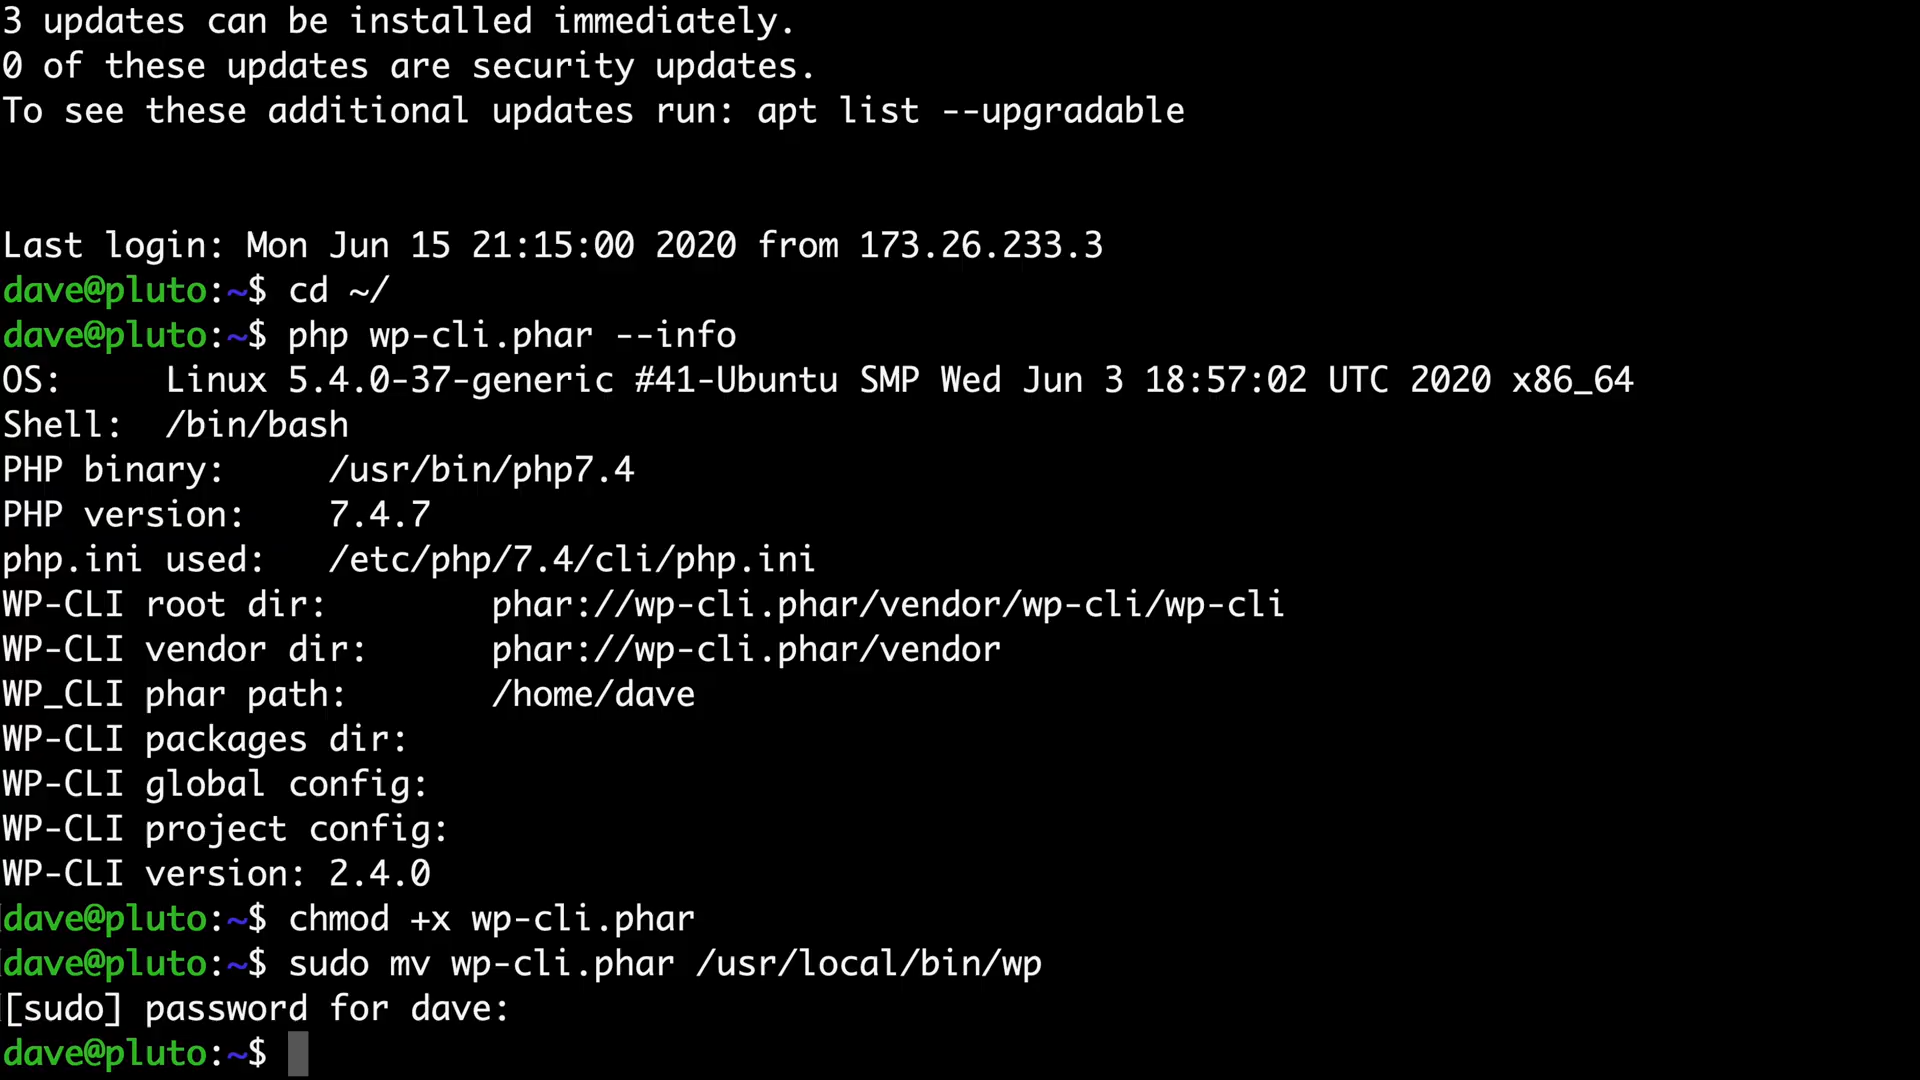 3 updates can be installed immediately.
0 of these updates are security updates.
To see these additional updates run: apt list --upgradable
Last login: Mon Jun 15 21:15:00 2020 from 173.26.233.3
dave@pluto:~$ cd ~/
dave@pluto:~$ php wp-cli.phar --info
OS:     Linux 5.4.0-37-generic #41-Ubuntu SMP Wed Jun 3 18:57:02 UTC 2020 x86_64
Shell:  /bin/bash
PHP binary:     /usr/bin/php7.4
PHP version:    7.4.7
php.ini used:   /etc/php/7.4/cli/php.ini
WP-CLI root dir:        phar://wp-cli.phar/vendor/wp-cli/wp-cli
WP-CLI vendor dir:      phar://wp-cli.phar/vendor
WP_CLI phar path:       /home/dave
WP-CLI packages dir:
WP-CLI global config:
WP-CLI project config:
WP-CLI version: 2.4.0
dave@pluto:~$ chmod +x wp-cli.phar
dave@pluto:~$ sudo mv wp-cli.phar /usr/local/bin/wp
[sudo] password for dave:
dave@pluto:~$